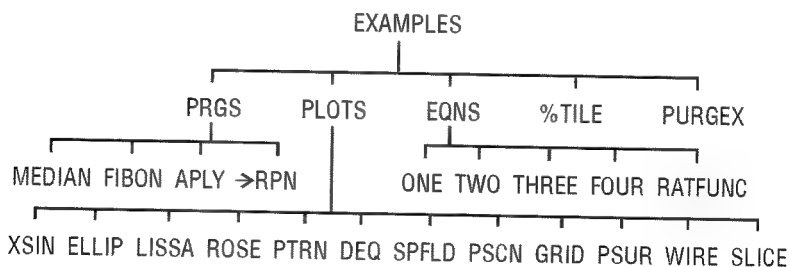 EXAMPLES
PRGS PLOTS EQNS %TILE PURGEX
MEDIAN FIBON APLY →RPN ONE TWO THREE FOUR RATFUNC
XSIN ELLIP LISSA ROSE PTRN DEQ SPFLD PSCN GRID PSUR WIRE SLICE